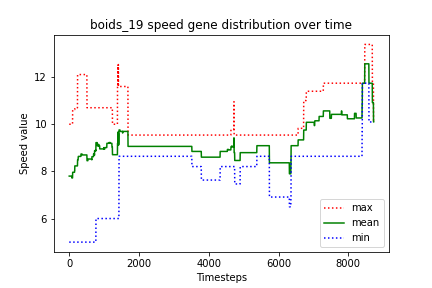 boids_19 speed gene distribution over time
Speed value
12
10
8
6
0
2000
4000
6000
8000
Timesteps
max
mean
min